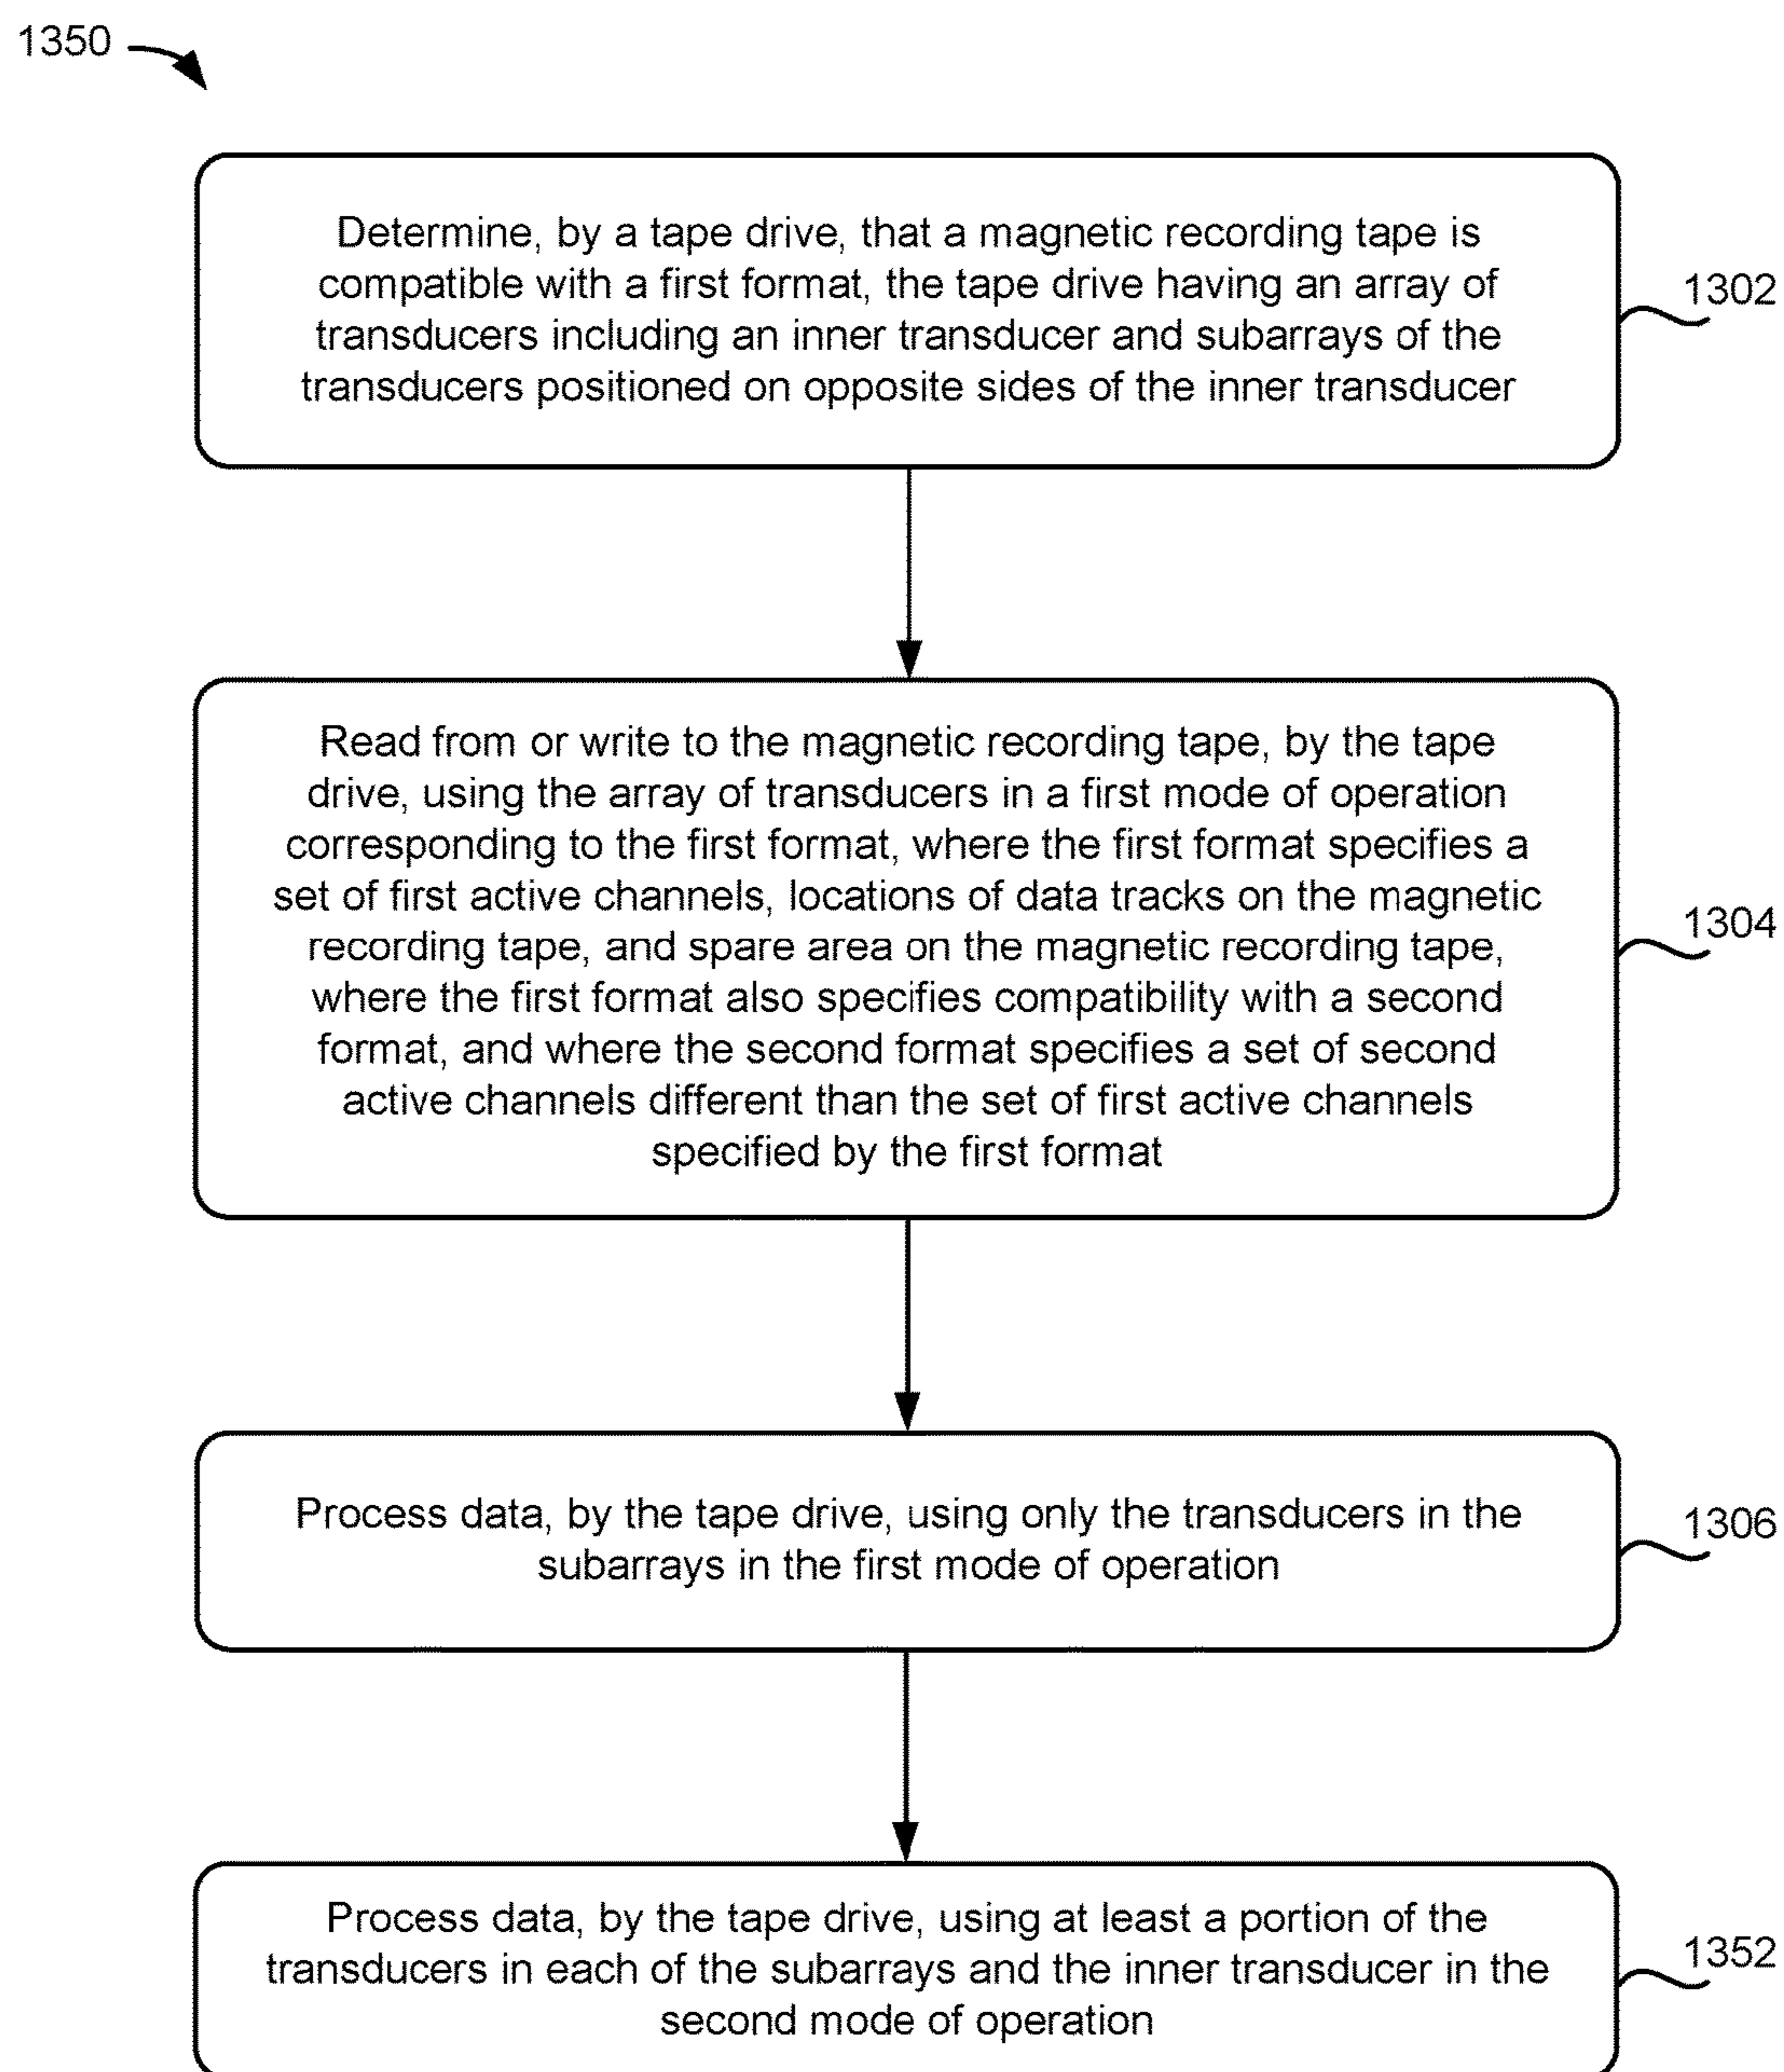 1350
Determine, by a tape drive, that a magnetic recording tape is
compatible with a first format, the tape drive having an array of
transducers including an inner transducer and subarrays of the
transducers positioned on opposite sides of the inner transducer
1302
Read from or write to the magnetic recording tape, by the tape
drive, using the array of transducers in a first mode of operation
corresponding to the first format, where the first format specifies a
set of first active channels, locations of data tracks on the magnetic
recording tape, and spare area on the magnetic recording tape,
where the first format also specifies compatibility with a second
format, and where the second format specifies a set of second
active channels different than the set of first active channels
specified by the first format
1304
Process data, by the tape drive, using only the transducers in the
subarrays in the first mode of operation
1306
Process data, by the tape drive, using at least a portion of the
transducers in each of the subarrays and the inner transducer in the
second mode of operation
1352